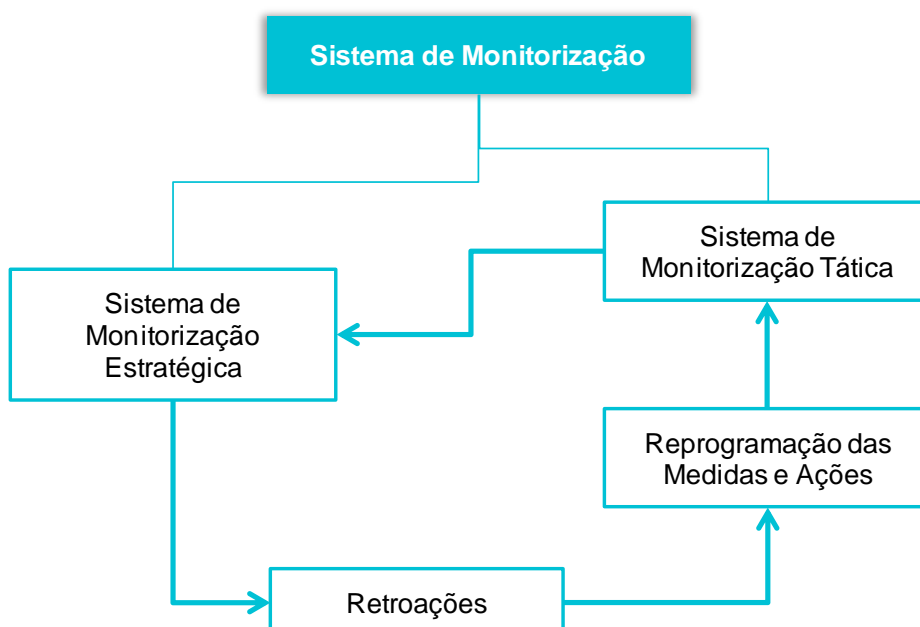 Sistema de Monitorização
Sistema de
Monitorização Tática
Sistema de
Monitorização
Estratégica
Reprogramação das
Medidas e Ações
Retroações